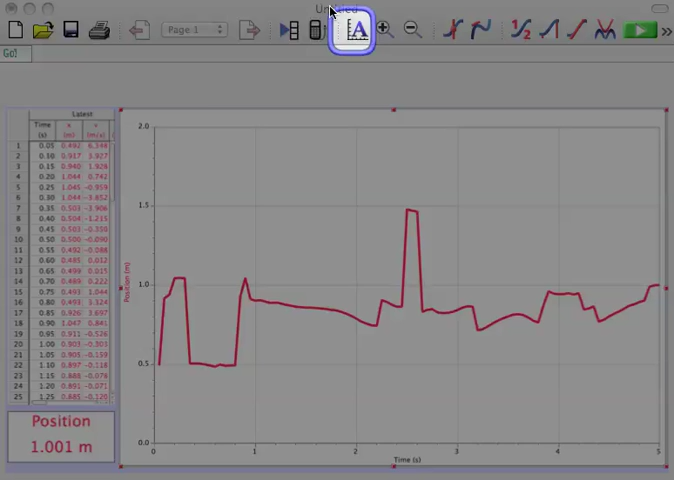 Page 1
A
1/2
Go!
Latest
Time x v
(s) (m) (m/s)
1 0.05 0.492 6.348
2 0.10 0.917 3.927
3 0.15 0.940 1.928
4 0.20 1.044 0.742
5 0.25 1.045 -0.959
6 0.30 1.044 -3.852
7 0.35 0.503 -3.906
8 0.40 0.504 -1.215
9 0.45 0.503 -0.350
10 0.50 0.500 -0.090
11 0.55 0.492 -0.088
12 0.60 0.485 0.012
13 0.65 0.499 0.015
14 0.70 0.489 0.222
15 0.75 0.493 1.044
16 0.80 0.493 3.324
17 0.85 0.926 3.697
18 0.90 1.047 0.841
19 0.95 0.911 -0.526
20 1.00 0.903 -0.303
21 1.05 0.905 -0.159
22 1.10 0.897 -0.118
23 1.15 0.888 -0.078
24 1.20 0.891 -0.071
25 1.25 0.885 -0.120
Position
1.001 m
2.0
1.5
1.0
0.5
0.0
Position (m)
0 1 2 3 4 5
Time (s)